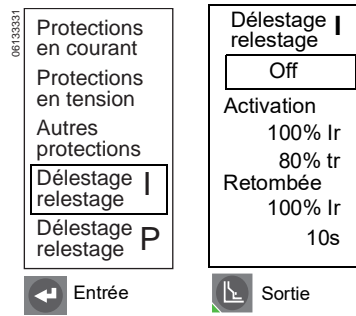 06133331
Protections
en courant
Protections
en tension
Autres
protections
Délestage I
relestage
Délestage P
relestage
Entrée
Délestage I
relestage
Off
Activation
100% Ir
80% tr
Retombée
100% Ir
10s
Sortie